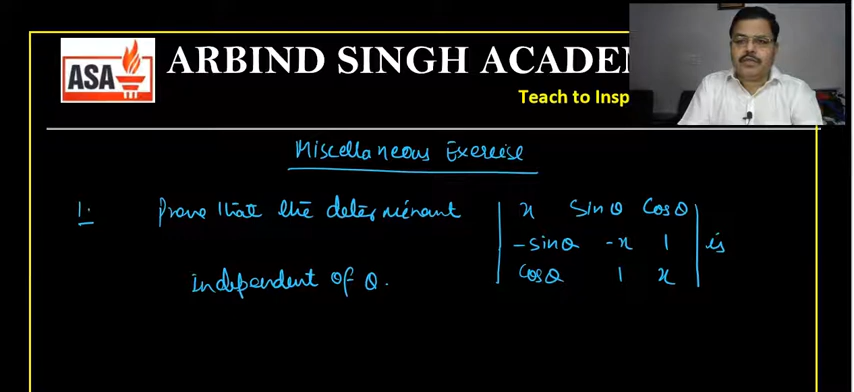 ASA
ARBIND SINGH ACADEM
Teach to Insp
Miscellaneous Exercise
1. Prove that the determinant | x sinθ cosθ |
| -sinθ -x 1 | is
| cosθ 1 x |
independent of θ.